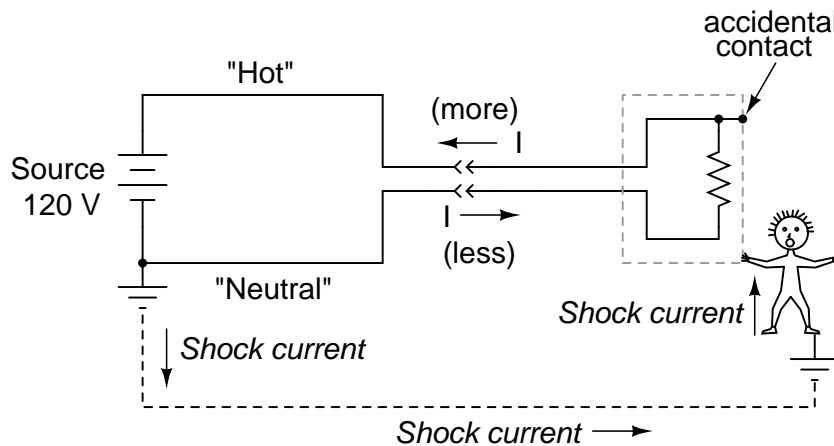 accidental
contact
"Hot"
(more)
I
Source
120 V
I
(less)
"Neutral"
Shock current
Shock current
Shock current